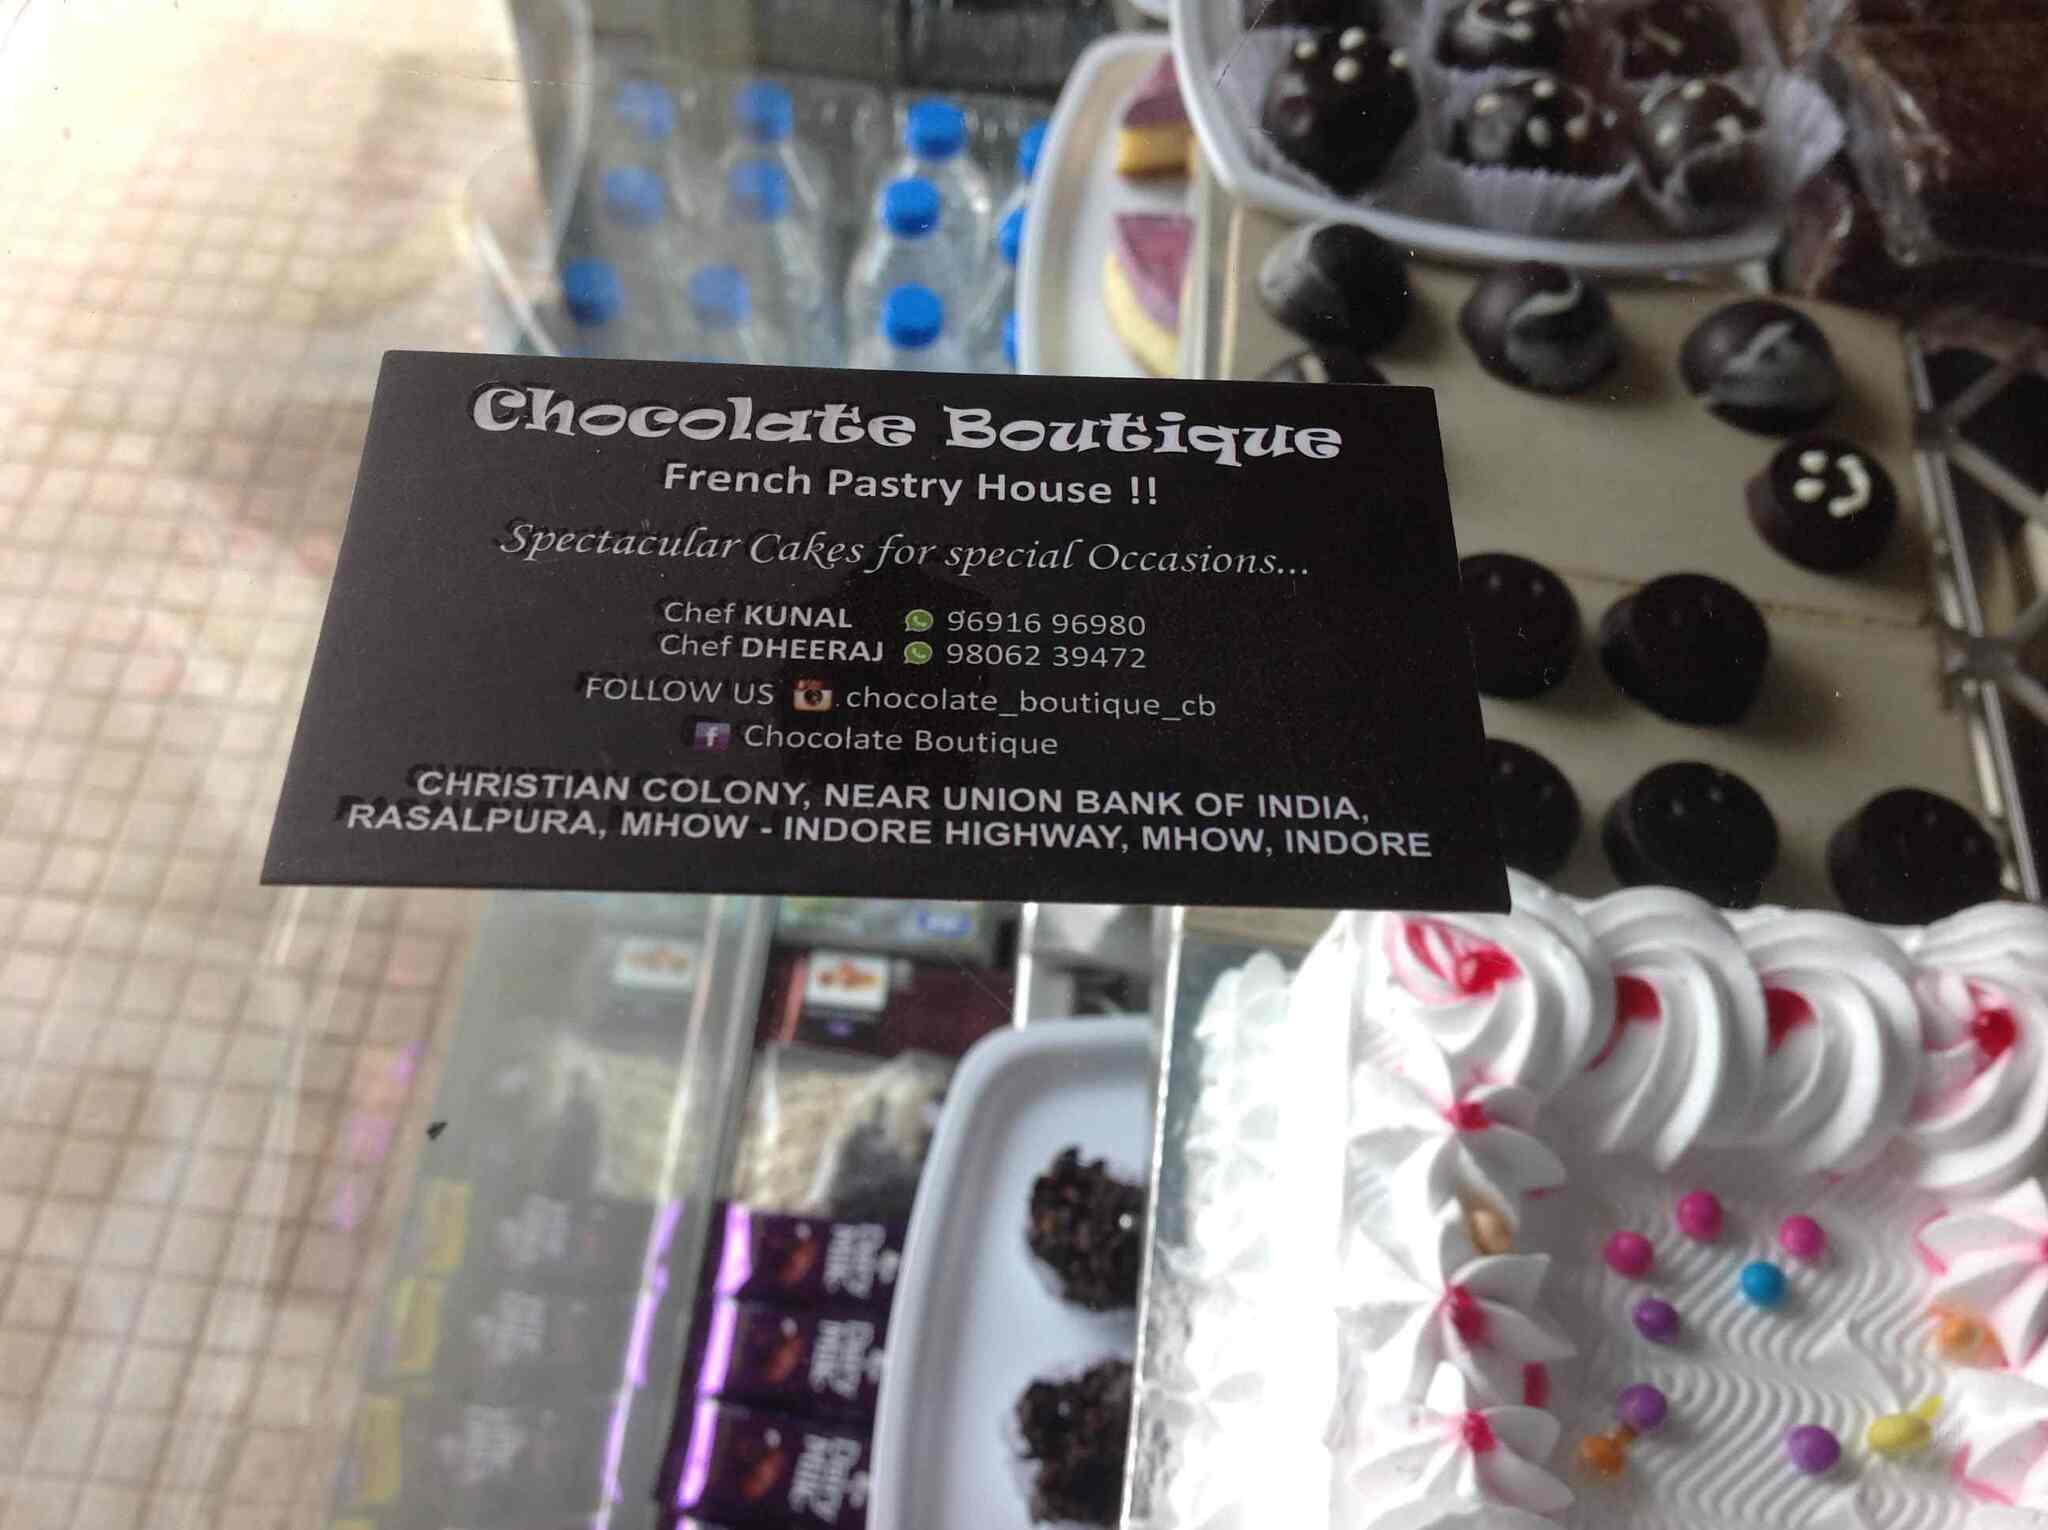 Chocolate Boutique
French Pastry House !!
Spectacular Cakes for special Occasions...
Chef KUNAL 96916 96980
Chef DHEERAJ 98062 39472
FOLLOW US chocolate_boutique_cb
f Chocolate Boutique
CHRISTIAN COLONY, NEAR UNION BANK OF INDIA,
RASALPURA, MHOW - INDORE HIGHWAY, MHOW, INDORE